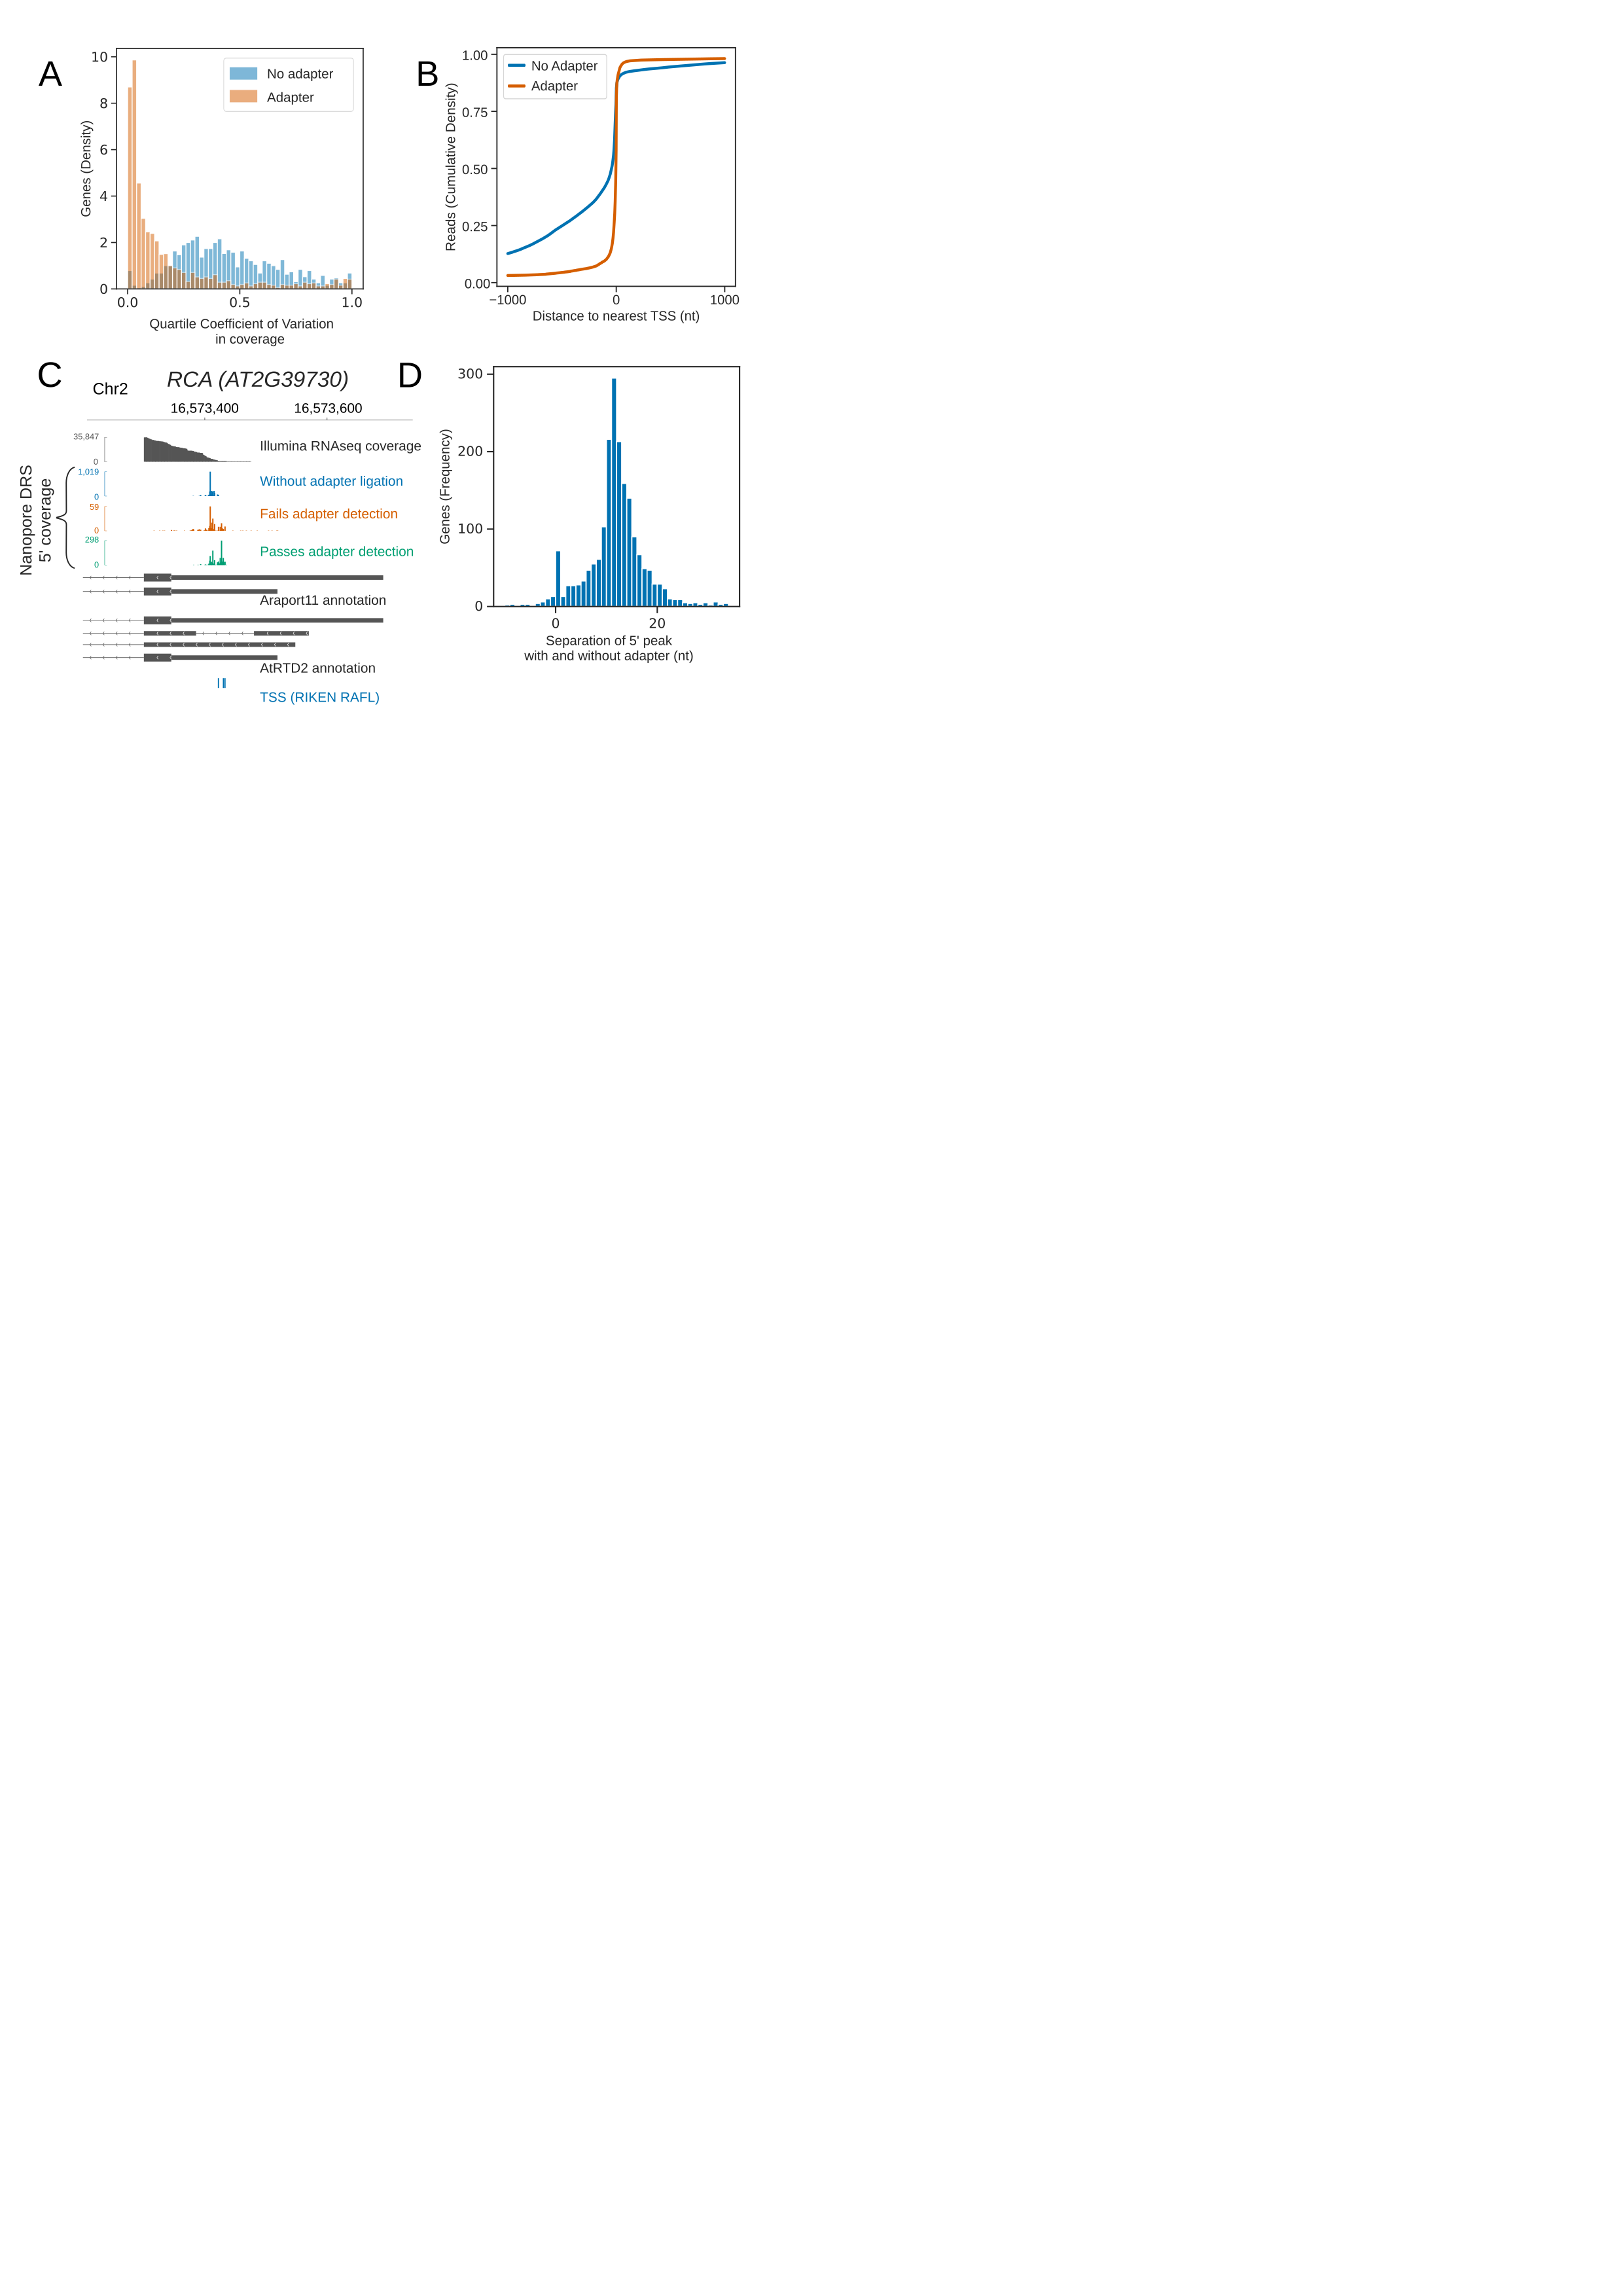 A
10
8
6
4
2
0
Genes (Density)
No adapter
Adapter
0.0
0.5
1.0
Quartile Coefficient of Variation
in coverage
B
1.00
0.75
0.50
0.25
0.00
Reads (Cumulative Density)
No Adapter
Adapter
−1000
0
1000
Distance to nearest TSS (nt)
C
Chr2
RCA (AT2G39730)
16,573,400
16,573,600
35,847
0
Illumina RNAseq coverage
Nanopore DRS
5' coverage
1,019
0
Without adapter ligation
59
0
Fails adapter detection
298
0
Passes adapter detection
Araport11 annotation
AtRTD2 annotation
TSS (RIKEN RAFL)
D
300
200
100
0
Genes (Frequency)
0
20
Separation of 5' peak
with and without adapter (nt)